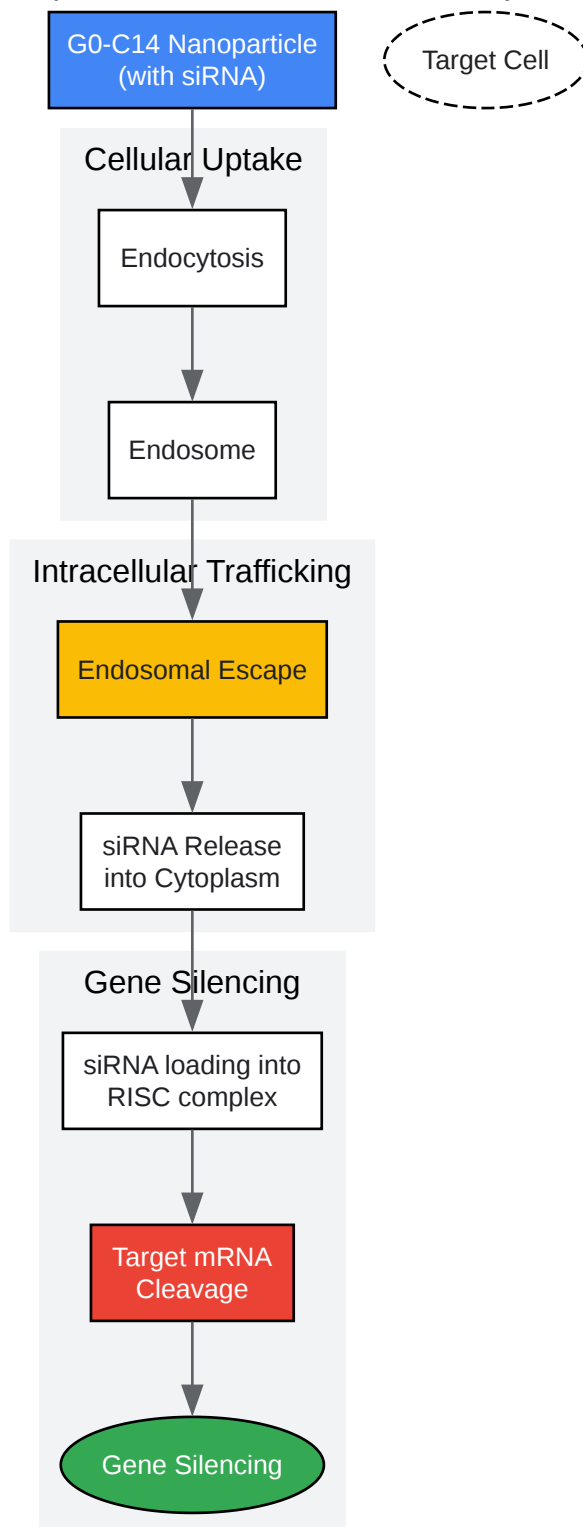 G0-C14 Nanoparticle
(with siRNA)
Target Cell
Cellular Uptake
Endocytosis
Endosome
Intracellular Trafficking
Endosomal Escape
siRNA Release
into Cytoplasm
Gene Silencing
siRNA loading into
RISC complex
Target mRNA
Cleavage
Gene Silencing